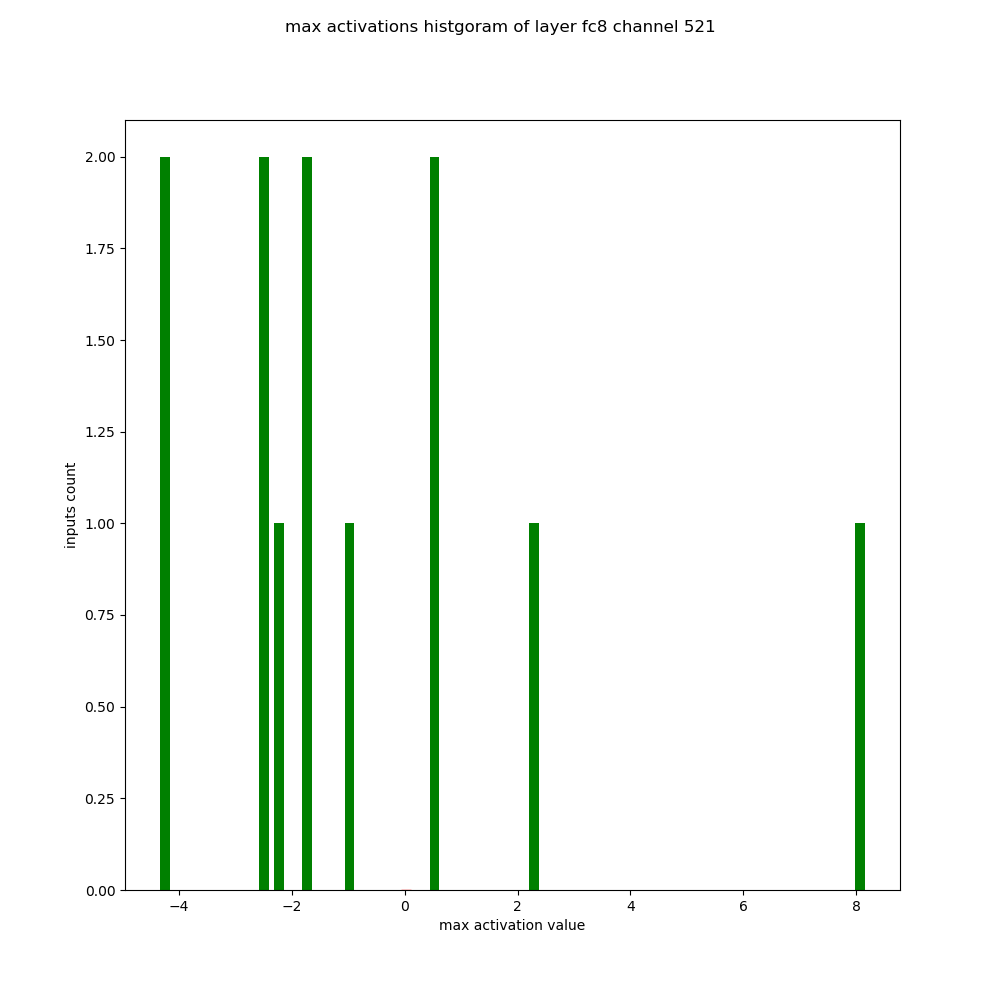 max activations histgoram of layer fc8 channel 521
2.00
1.75
1.50
1.25
1.00
0.75
0.50
0.25
0.00
inputs count
−4 −2 0 2 4 6 8
max activation value